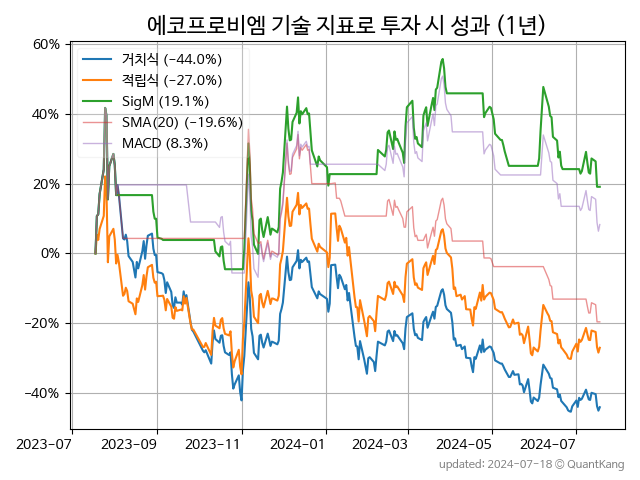 에코프로비엠 기술 지표로 투자 시 성과 (1년)
60%
40%
20%
0%
−20%
−40%
거치식 (−44.0%)
적립식 (−27.0%)
SigM (19.1%)
SMA(20) (−19.6%)
MACD (8.3%)
2023-07
2023-09
2023-11
2024-01
2024-03
2024-05
2024-07
updated: 2024-07-18 © QuantKang